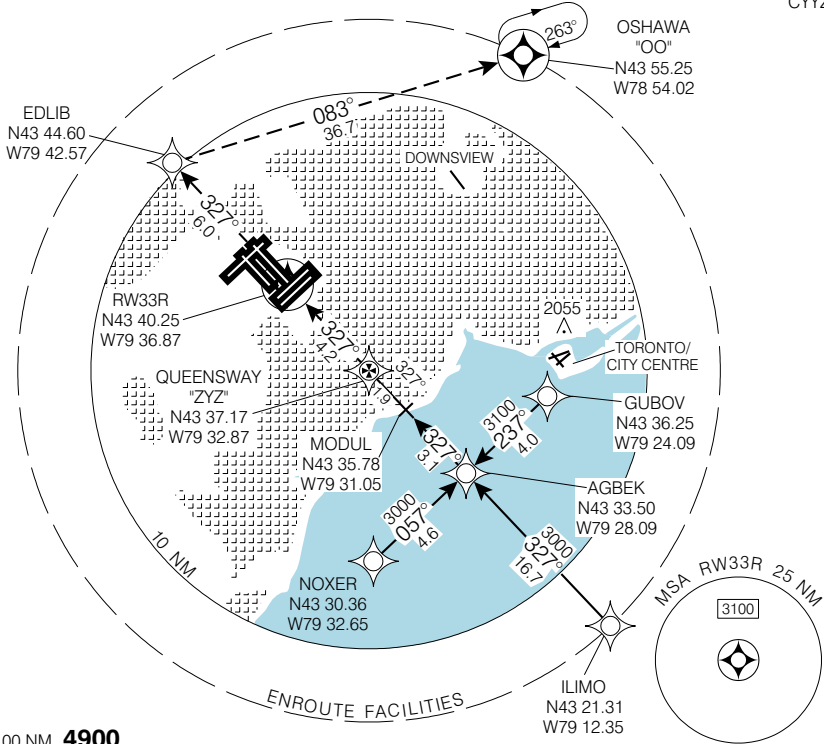 CYYZ
OSHAWA
"OO"
N43 55.25
W78 54.02
263°
EDLIB
N43 44.60
W79 42.57
083°
36.7
DOWNSVIEW
327°
6.0
RW33R
N43 40.25
W79 36.87
327°
4.2
2055
TORONTO/
CITY CENTRE
QUEENSWAY
"ZYZ"
N43 37.17
W79 32.87
327°
1.9
GUBOV
N43 36.25
W79 24.09
3100
237°
4.0
MODUL
N43 35.78
W79 31.05
327°
3.1
AGBEK
N43 33.50
W79 28.09
3000
057°
4.6
3000
327°
16.7
10 NM
NOXER
N43 30.36
W79 32.65
MSA RW33R 25 NM
3100
ENROUTE FACILITIES
ILIMO
N43 21.31
W79 12.35
00 NM 4900